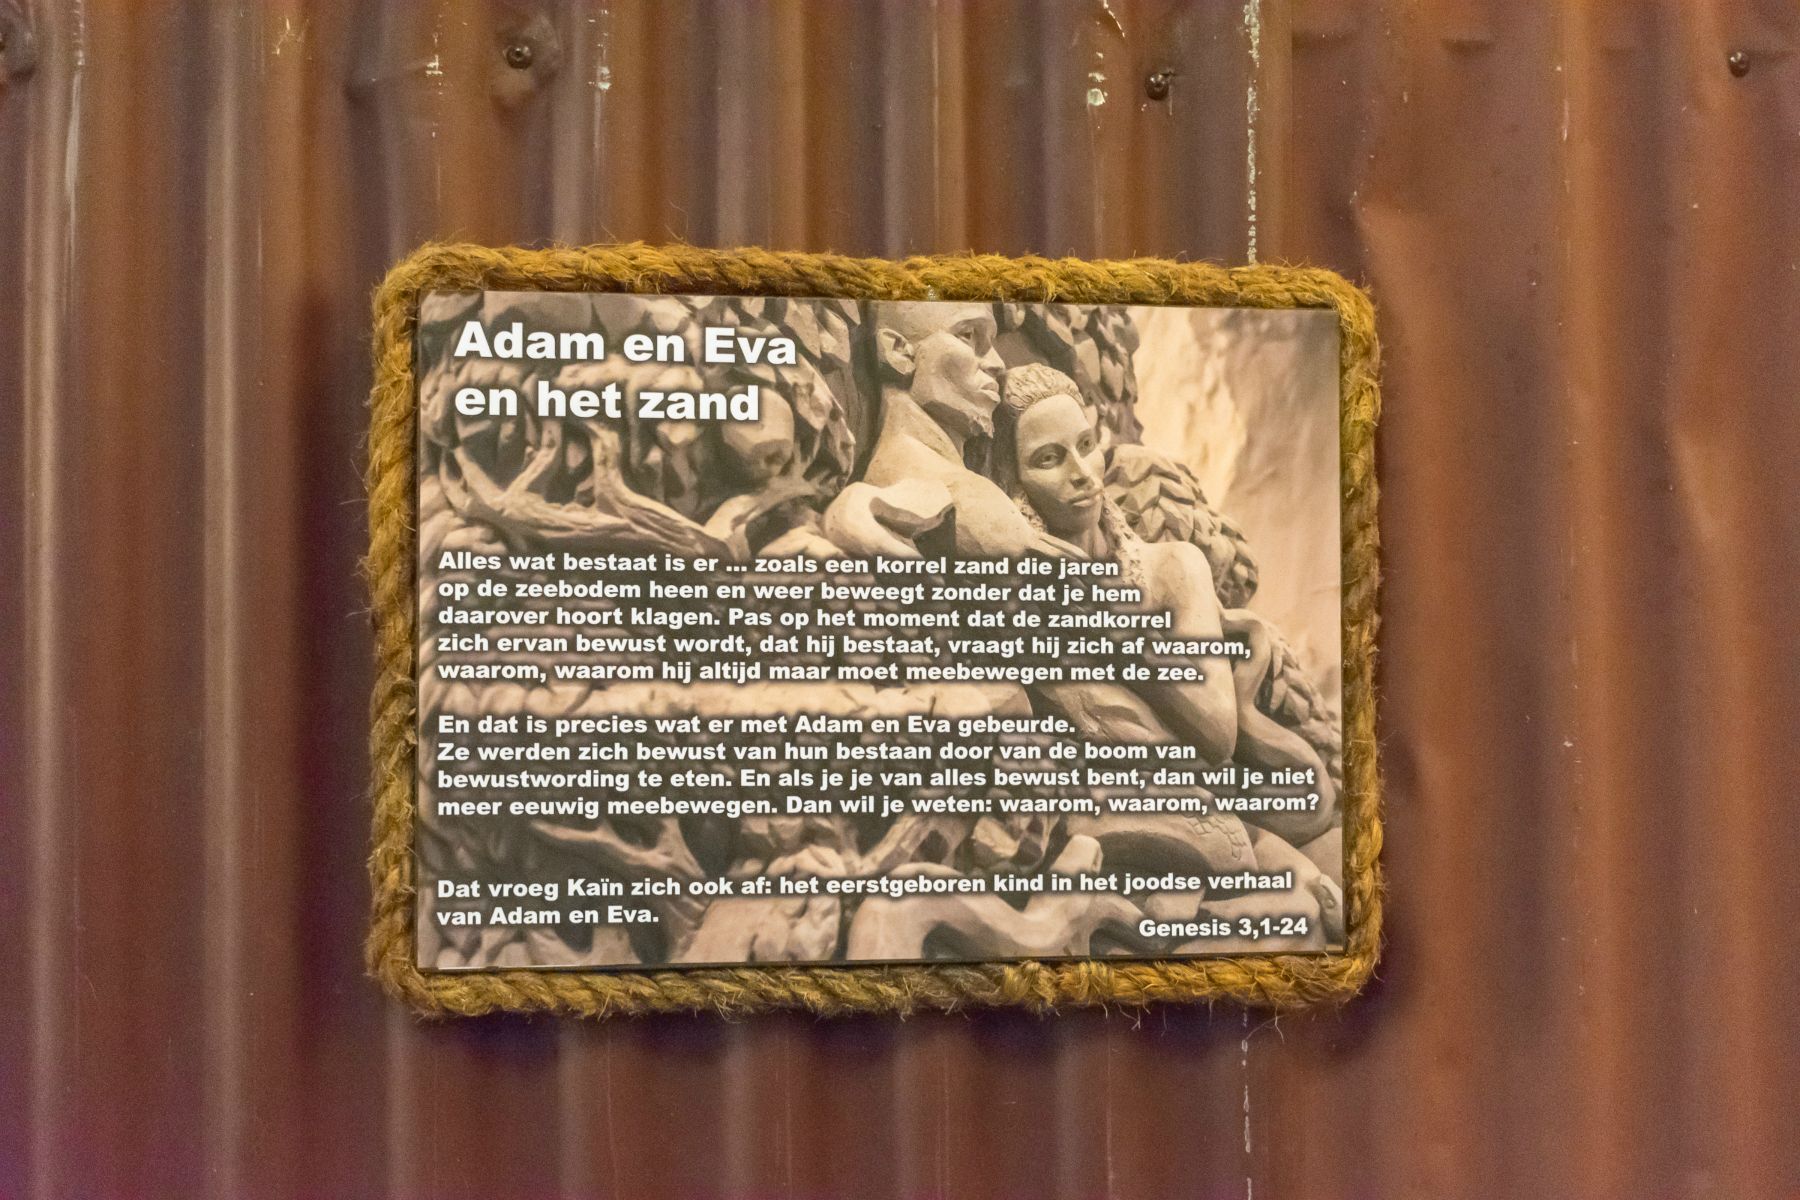 Adam en Eva
en het zand
Alles wat bestaat is er ... zoals een korrel zand die jaren
op de zeebodem heen en weer beweegt zonder dat je hem
daarover hoort klagen. Pas op het moment dat de zandkorrel
zich ervan bewust wordt, dat hij bestaat, vraagt hij zich af waarom,
waarom, waarom hij altijd maar moet meebewegen met de zee.
En dat is precies wat er met Adam en Eva gebeurde.
Ze werden zich bewust van hun bestaan door van de boom van
bewustwording te eten. En als je je van alles bewust bent, dan wil je niet
meer eeuwig meebewegen. Dan wil je weten: waarom, waarom, waarom?
Dat vroeg Kaïn zich ook af: het eerstgeboren kind in het joodse verhaal
van Adam en Eva.
Genesis 3,1-24